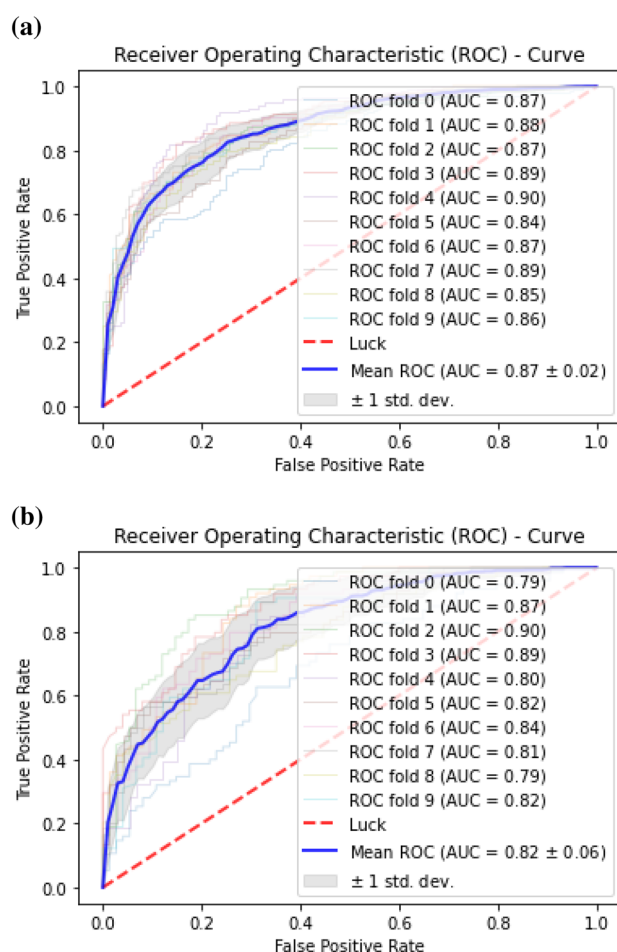 (a)
Receiver Operating Characteristic (ROC) - Curve
1.0
0.8
0.6
0.4
0.2
0.0
True Positive Rate
ROC fold 0 (AUC = 0.87)
ROC fold 1 (AUC = 0.88)
ROC fold 2 (AUC = 0.87)
ROC fold 3 (AUC = 0.89)
ROC fold 4 (AUC = 0.90)
ROC fold 5 (AUC = 0.84)
ROC fold 6 (AUC = 0.87)
ROC fold 7 (AUC = 0.89)
ROC fold 8 (AUC = 0.85)
ROC fold 9 (AUC = 0.86)
Luck
Mean ROC (AUC = 0.87 ± 0.02)
± 1 std. dev.
0.0 0.2 0.4 0.6 0.8 1.0
False Positive Rate
(b)
Receiver Operating Characteristic (ROC) - Curve
1.0
0.8
0.6
0.4
0.2
0.0
True Positive Rate
ROC fold 0 (AUC = 0.79)
ROC fold 1 (AUC = 0.87)
ROC fold 2 (AUC = 0.90)
ROC fold 3 (AUC = 0.89)
ROC fold 4 (AUC = 0.80)
ROC fold 5 (AUC = 0.82)
ROC fold 6 (AUC = 0.84)
ROC fold 7 (AUC = 0.81)
ROC fold 8 (AUC = 0.79)
ROC fold 9 (AUC = 0.82)
Luck
Mean ROC (AUC = 0.82 ± 0.06)
± 1 std. dev.
0.0 0.2 0.4 0.6 0.8 1.0
False Positive Rate